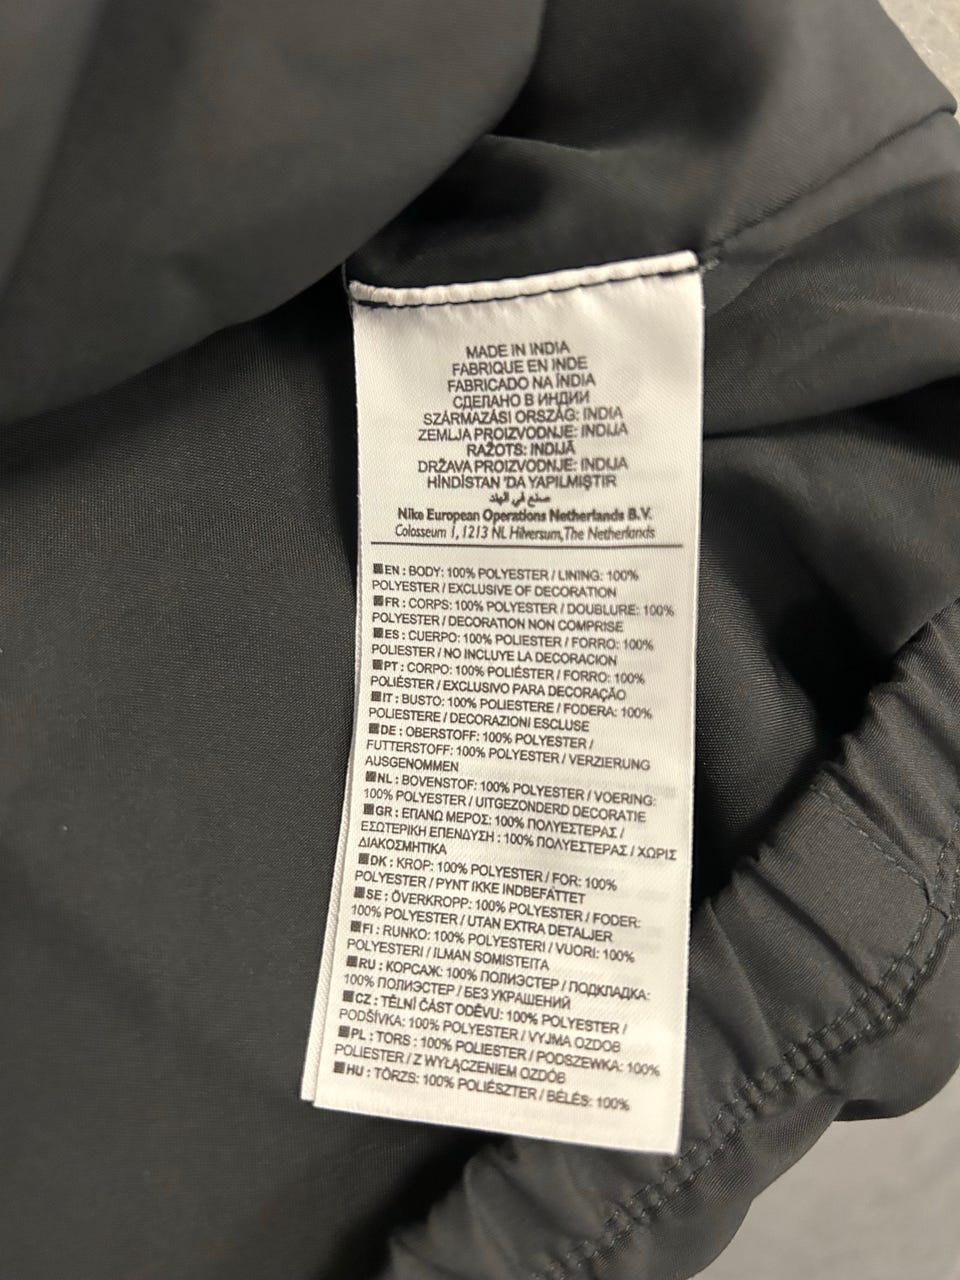 MADE IN INDIA
FABRIQUE EN INDE
FABRICADO NA ÍNDIA
СДЕЛАНО В ИНДИИ
SZÁRMAZÁSI ORSZÁG: INDIA
ZEMLJA PROIZVODNJE: INDIJA
RAŽOTS: INDIJĀ
DRŽAVA PROIZVODNJE: INDIJA
HİNDİSTAN 'DA YAPILMIŞTIR
صنع في الهند
Nike European Operations Netherlands B.V.
Colosseum 1, 1213 NL Hilversum, The Netherlands
EN : BODY: 100% POLYESTER / LINING: 100%
POLYESTER / EXCLUSIVE OF DECORATION
FR : CORPS: 100% POLYESTER / DOUBLURE: 100%
POLYESTER / DECORATION NON COMPRISE
ES : CUERPO: 100% POLIESTER / FORRO: 100%
POLIESTER / NO INCLUYE LA DECORACION
PT : CORPO: 100% POLIÉSTER / FORRO: 100%
POLIÉSTER / EXCLUSIVO PARA DECORAÇÃO
IT : BUSTO: 100% POLIESTERE / FODERA: 100%
POLIESTERE / DECORAZIONI ESCLUSE
DE : OBERSTOFF: 100% POLYESTER /
FUTTERSTOFF: 100% POLYESTER / VERZIERUNG
AUSGENOMMEN
NL : BOVENSTOF: 100% POLYESTER / VOERING:
100% POLYESTER / UITGEZONDERD DECORATIE
GR : ΕΠΑΝΩ ΜΕΡΟΣ: 100% ΠΟΛΥΕΣΤΕΡΑΣ /
ΕΣΩΤΕΡΙΚΗ ΕΠΕΝΔΥΣΗ : 100% ΠΟΛΥΕΣΤΕΡΑΣ / ΧΩΡΙΣ
ΔΙΑΚΟΣΜΗΤΙΚΑ
DK : KROP: 100% POLYESTER / FOR: 100%
POLYESTER / PYNT IKKE INDBEFATTET
SE : ÖVERKROPP: 100% POLYESTER / FODER:
100% POLYESTER / UTAN EXTRA DETALJER
FI : RUNKO: 100% POLYESTERI / VUORI: 100%
POLYESTERI / ILMAN SOMISTEITA
RU : КОРСАЖ: 100% ПОЛИЭСТЕР / ПОДКЛАДКА:
100% ПОЛИЭСТЕР / БЕЗ УКРАШЕНИЙ
CZ : TĚLNÍ ČÁST ODĚVU: 100% POLYESTER /
PODŠÍVKA: 100% POLYESTER / VYJMA OZDOB
PL : TORS : 100% POLIESTER / PODSZEWKA: 100%
POLIESTER / Z WYŁĄCZENIEM OZDÓB
HU : TÖRZS: 100% POLIÉSZTER / BÉLÉS: 100%